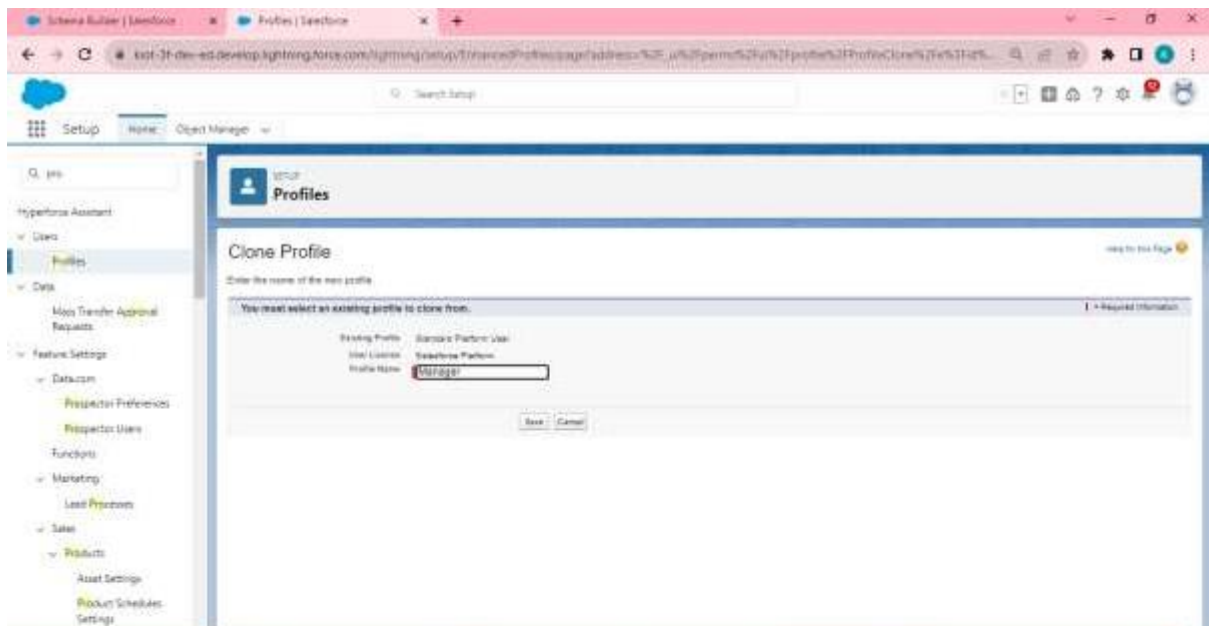 Schema Builder | Salesforce
Profiles | Salesforce
Search Setup
Setup
Home
Object Manager
pro
Hyperforce Assistant
Users
Profiles
Data
Mass Transfer Approval
Requests
Feature Settings
Data.com
Prospector Preferences
Prospector Users
Functions
Marketing
Lead Processes
Sales
Products
Asset Settings
Product Schedules
Settings
SETUP
Profiles
Clone Profile
Help for this Page
Enter the name of the new profile.
You must select an existing profile to clone from.
= Required Information
Existing Profile Standard Platform User
User License Salesforce Platform
Profile Name Manager
Save Cancel